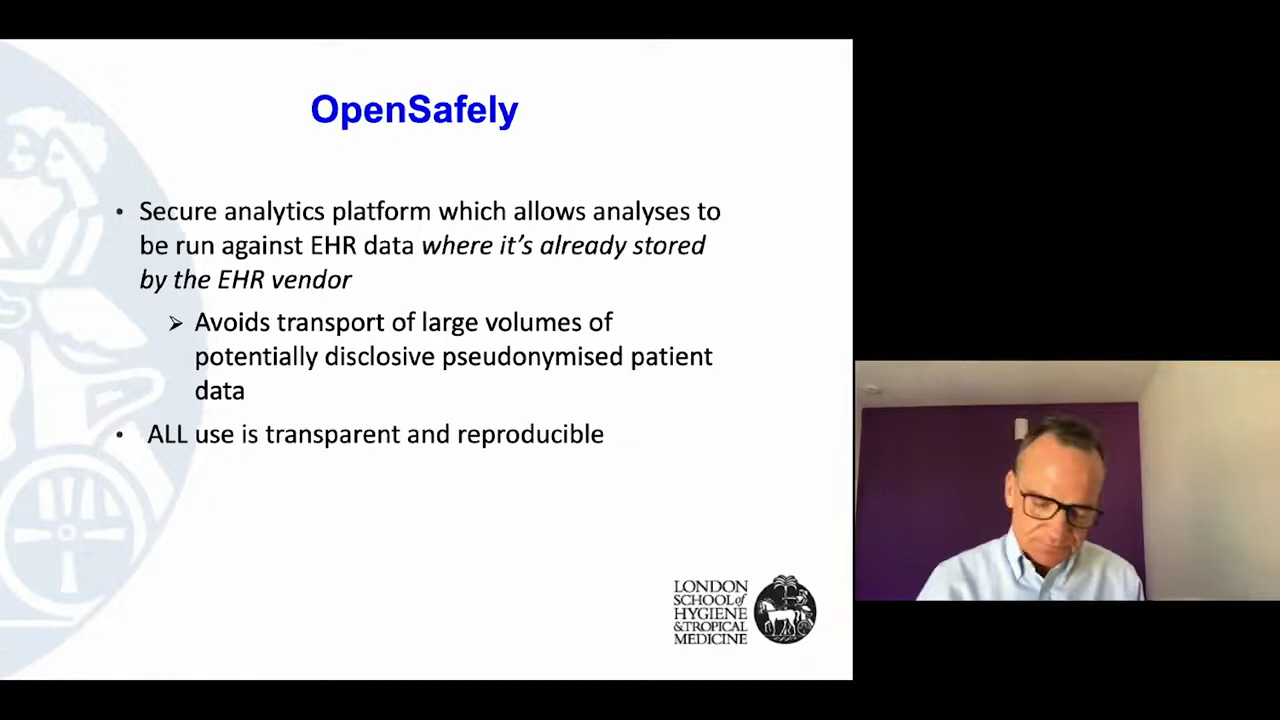 OpenSafely
• Secure analytics platform which allows analyses to
be run against EHR data where it’s already stored
by the EHR vendor
➢ Avoids transport of large volumes of
potentially disclosive pseudonymised patient
data
• ALL use is transparent and reproducible
LONDON
SCHOOL of
HYGIENE
& TROPICAL
MEDICINE